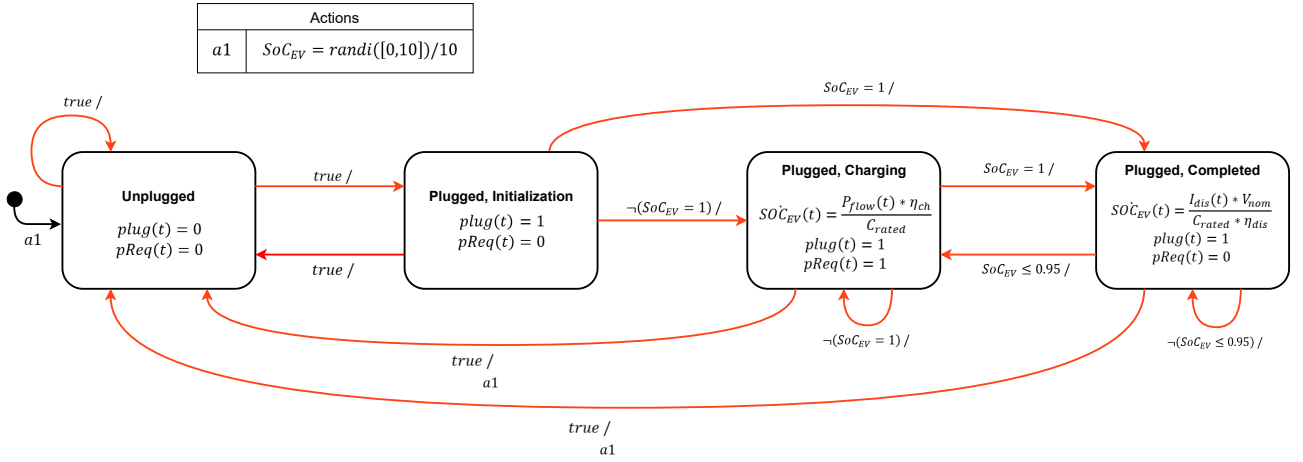 Actions
a1 SoC_EV = randi([0,10])/10
true /
SoC_EV = 1 /
Unplugged
plug(t) = 0
pReq(t) = 0
a1
true /
true /
Plugged, Initialization
plug(t) = 1
pReq(t) = 0
¬(SoC_EV = 1) /
Plugged, Charging
SȮC_EV(t) = P_flow(t) * η_ch / C_rated
plug(t) = 1
pReq(t) = 1
SoC_EV = 1 /
SoC_EV ≤ 0.95 /
Plugged, Completed
SȮC_EV(t) = I_dis(t) * V_nom / C_rated * η_dis
plug(t) = 1
pReq(t) = 0
¬(SoC_EV = 1) /
¬(SoC_EV ≤ 0.95) /
true /
a1
true /
a1